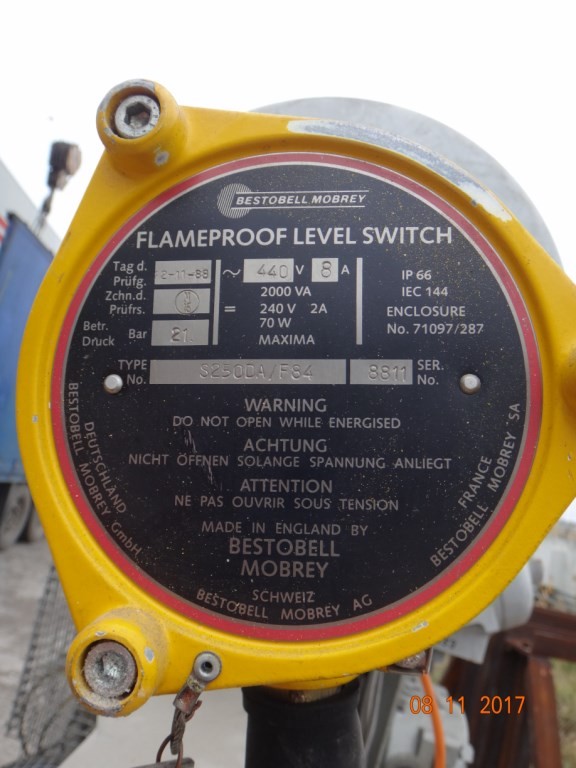 BESTOBELL MOBREY
FLAMEPROOF LEVEL SWITCH
Tag d. Prüfg.
~ 440 V 8 A
IP 66
IEC 144
Zchn.d. Prüfrs.
2000 VA
= 240 V 2A
70 W
MAXIMA
ENCLOSURE
No. 71097/287
Betr. Druck Bar 21
TYPE No. S250DA/F84 8811 SER. No.
WARNING
DO NOT OPEN WHILE ENERGISED
ACHTUNG
NICHT ÖFFNEN SOLANGE SPANNUNG ANLIEGT
ATTENTION
NE PAS OUVRIR SOUS TENSION
MADE IN ENGLAND BY
BESTOBELL
MOBREY
DEUTSCHLAND
BESTOBELL MOBREY GmbH
SCHWEIZ
BESTOBELL MOBREY AG
FRANCE
BESTOBELL MOBREY SA
08 11 2017